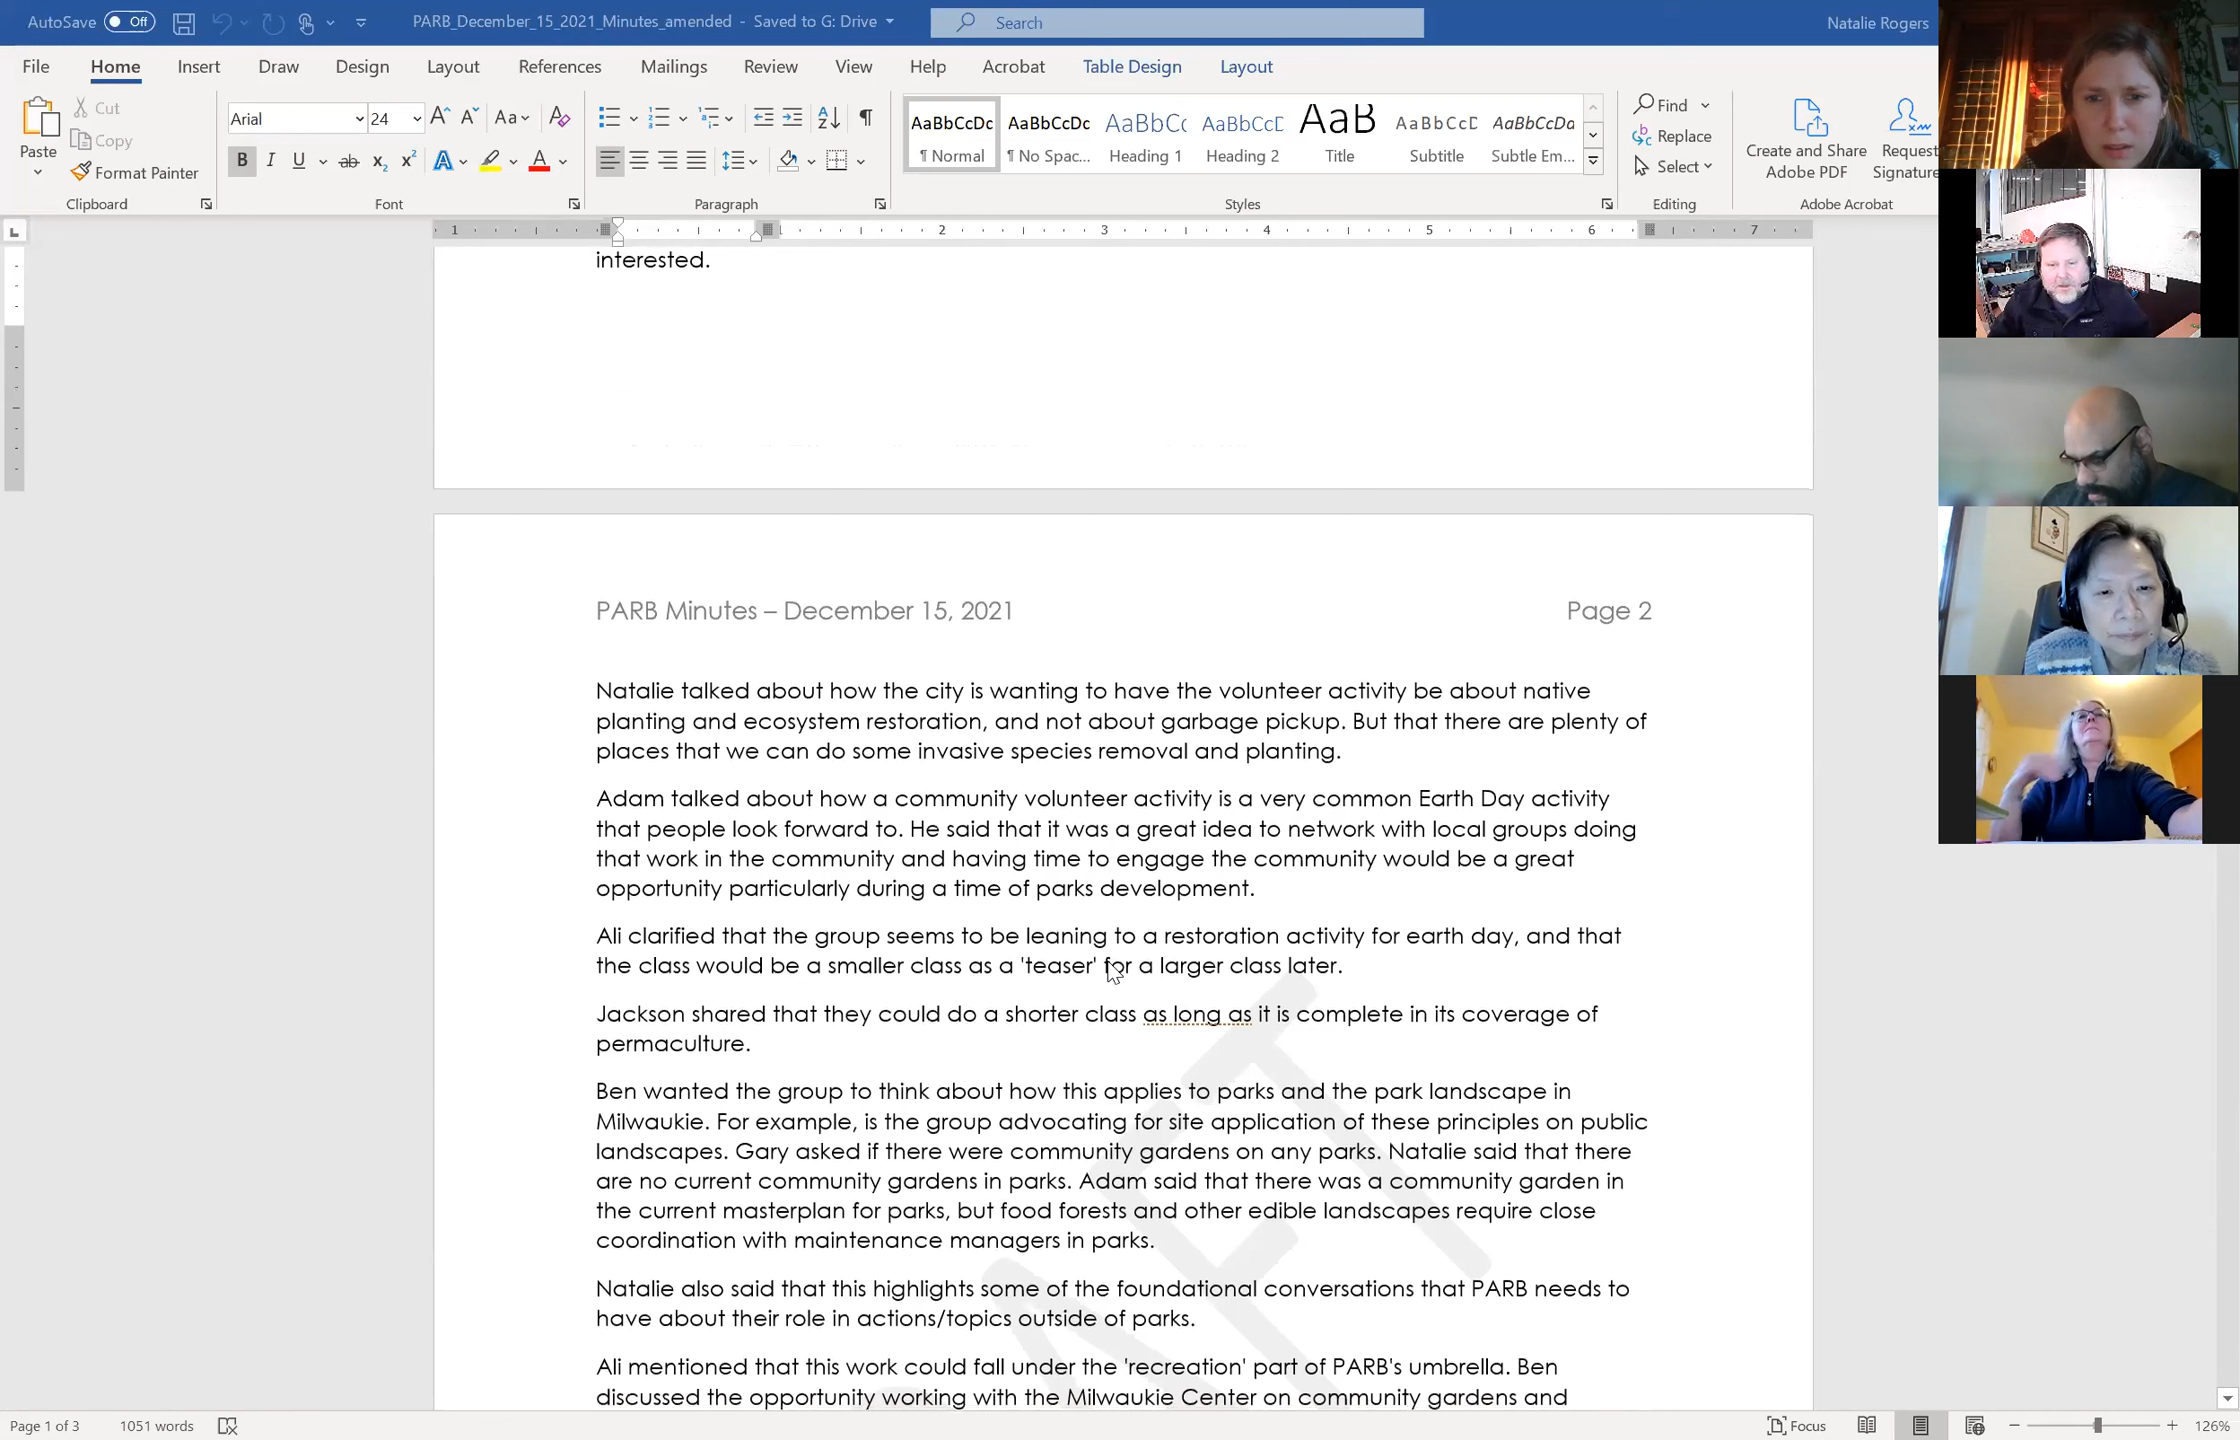 AutoSave Off PARB_December_15_2021_Minutes_amended - Saved to G: Drive Search Natalie Rogers
File Home Insert Draw Design Layout References Mailings Review View Help Acrobat Table Design Layout
Paste Cut Copy Format Painter
Arial 24 Aa
B I U ab x₂ x² A A
AaBbCcDc AaBbCcDc AaBbCc AaBbCcD AaB AaBbCcD AaBbCcDa
¶ Normal ¶ No Spac... Heading 1 Heading 2 Title Subtitle Subtle Em...
Find
Replace
Select
Create and Share Adobe PDF
Request Signature
Clipboard Font Paragraph Styles Editing Adobe Acrobat
1 1 2 3 4 5 6 7
interested.
PARB Minutes – December 15, 2021 Page 2
Natalie talked about how the city is wanting to have the volunteer activity be about native
planting and ecosystem restoration, and not about garbage pickup. But that there are plenty of
places that we can do some invasive species removal and planting.
Adam talked about how a community volunteer activity is a very common Earth Day activity
that people look forward to. He said that it was a great idea to network with local groups doing
that work in the community and having time to engage the community would be a great
opportunity particularly during a time of parks development.
Ali clarified that the group seems to be leaning to a restoration activity for earth day, and that
the class would be a smaller class as a 'teaser' for a larger class later.
Jackson shared that they could do a shorter class as long as it is complete in its coverage of
permaculture.
Ben wanted the group to think about how this applies to parks and the park landscape in
Milwaukie. For example, is the group advocating for site application of these principles on public
landscapes. Gary asked if there were community gardens on any parks. Natalie said that there
are no current community gardens in parks. Adam said that there was a community garden in
the current masterplan for parks, but food forests and other edible landscapes require close
coordination with maintenance managers in parks.
Natalie also said that this highlights some of the foundational conversations that PARB needs to
have about their role in actions/topics outside of parks.
Ali mentioned that this work could fall under the 'recreation' part of PARB's umbrella. Ben
discussed the opportunity working with the Milwaukie Center on community gardens and
AFT
Page 1 of 3 1051 words Focus 126%